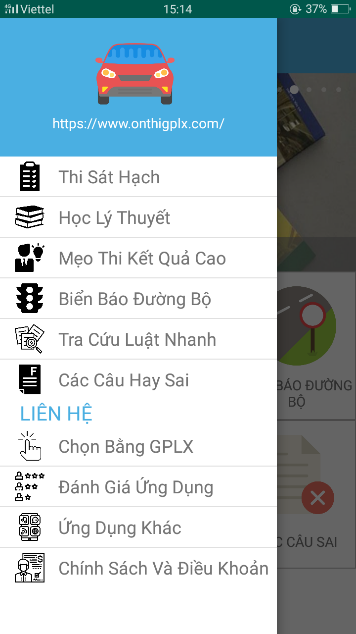 Viettel 15:14 37%
https://www.onthigplx.com/
Thi Sát Hạch
Học Lý Thuyết
Mẹo Thi Kết Quả Cao
Biển Báo Đường Bộ
Tra Cứu Luật Nhanh
BÁO ĐƯỜNG
BỘ
Các Câu Hay Sai
LIÊN HỆ
Chọn Bằng GPLX
Đánh Giá Ứng Dụng
Ứng Dụng Khác
C CÂU SAI
Chính Sách Và Điều Khoản